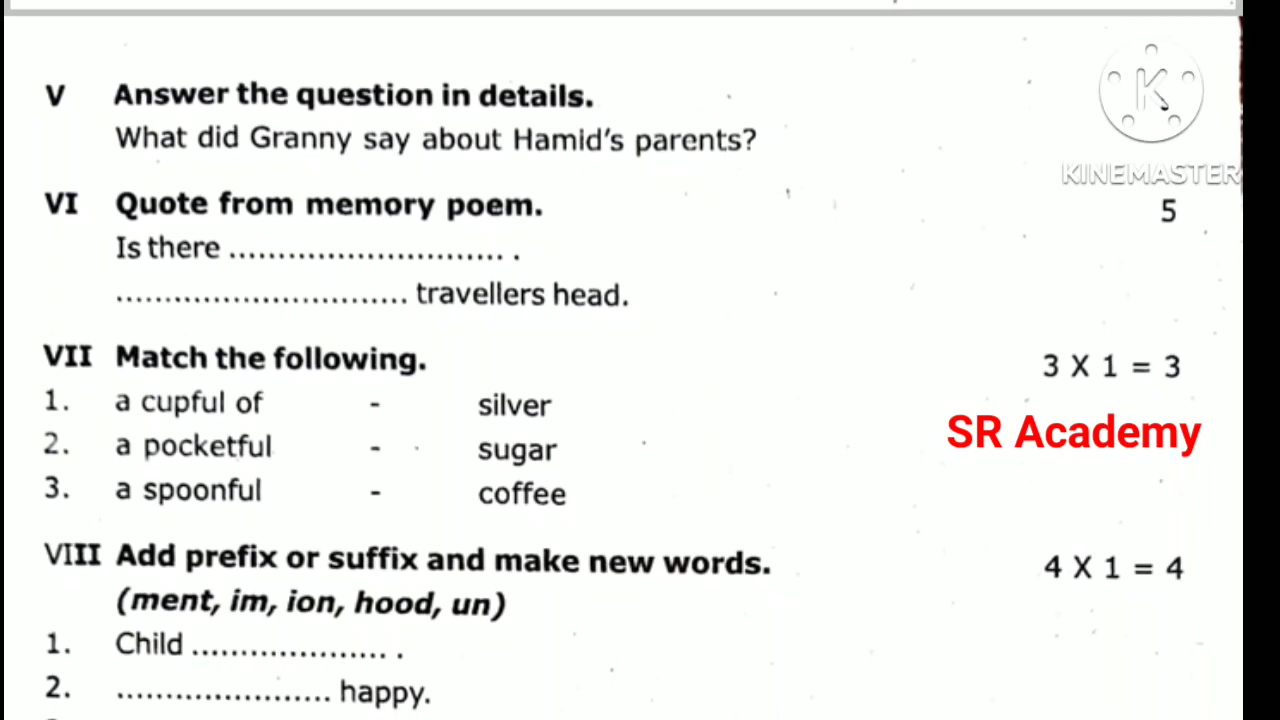 V Answer the question in details.
What did Granny say about Hamid's parents?
K
KINEMASTER
VI Quote from memory poem. 5
Is there ............................ .
............................. travellers head.
VII Match the following. 3 X 1 = 3
1. a cupful of - silver
SR Academy
2. a pocketful - sugar
3. a spoonful - coffee
VIII Add prefix or suffix and make new words. 4 X 1 = 4
(ment, im, ion, hood, un)
1. Child .................... .
2. ...................... happy.